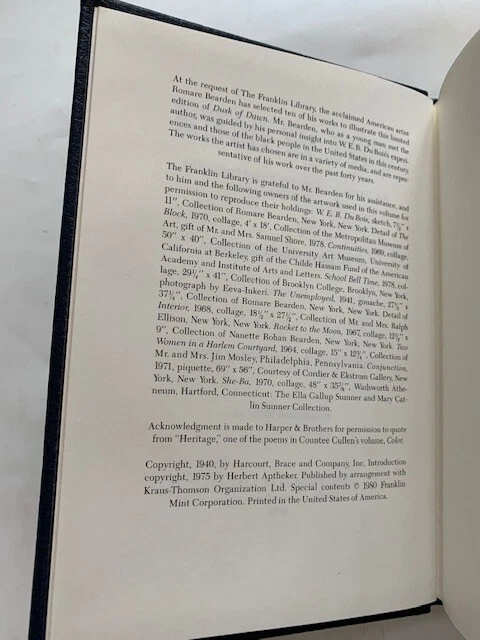 At the request of The Franklin Library, the acclaimed American artist
Romare Bearden has selected ten of his works to illustrate this limited
edition of Dusk of Dawn. Mr. Bearden, who as a young man met the
author, was guided by his personal insight into W. E. B. Du Bois's experi-
ences and those of the black people in the United States in this century.
The works the artist has chosen are in a variety of media, and are repre-
sentative of his work over the past forty years.
The Franklin Library is grateful to Mr. Bearden for his assistance, and
to him and the following owners of the artwork used in this volume for
permission to reproduce their holdings: W. E. B. DuBois, sketch, 7½" x
11", Collection of Romare Bearden, New York, New York. Detail of The
Block, 1970, collage, 4' x 18', Collection of the Metropolitan Museum of
Art, gift of Mr. and Mrs. Samuel Shore, 1978. Continuities, 1969, collage,
50" x 40", Collection of the University Art Museum, University of
California at Berkeley, gift of the Childe Hassam Fund of the American
Academy and Institute of Arts and Letters. School Bell Time, 1978, col-
lage, 29¼" x 41", Collection of Brooklyn College, Brooklyn, New York,
photograph by Eeva-Inkeri. The Unemployed, 1941, gouache, 27½" x
37¼", Collection of Romare Bearden, New York, New York. Detail of
Interior, 1968, collage, 18½" x 27½", Collection of Mr. and Mrs. Ralph
Ellison, New York, New York. Rocket to the Moon, 1967, collage, 12½" x
9", Collection of Nanette Rohan Bearden, New York, New York. Two
Women in a Harlem Courtyard, 1964, collage, 15" x 12¾", Collection of
Mr. and Mrs. Jim Mosley, Philadelphia, Pennsylvania. Conjunction,
1971, piquette, 69" x 56", Courtesy of Cordier & Ekstrom Gallery, New
York, New York. She-Ba, 1970, collage, 48" x 35⅞", Wadsworth Athe-
neum, Hartford, Connecticut: The Ella Gallup Sumner and Mary Cat-
lin Sumner Collection.
Acknowledgment is made to Harper & Brothers for permission to quote
from "Heritage," one of the poems in Countee Cullen's volume, Color.
Copyright, 1940, by Harcourt, Brace and Company, Inc. Introduction
copyright, 1975 by Herbert Aptheker. Published by arrangement with
Kraus-Thomson Organization Ltd. Special contents © 1980 Franklin
Mint Corporation. Printed in the United States of America.